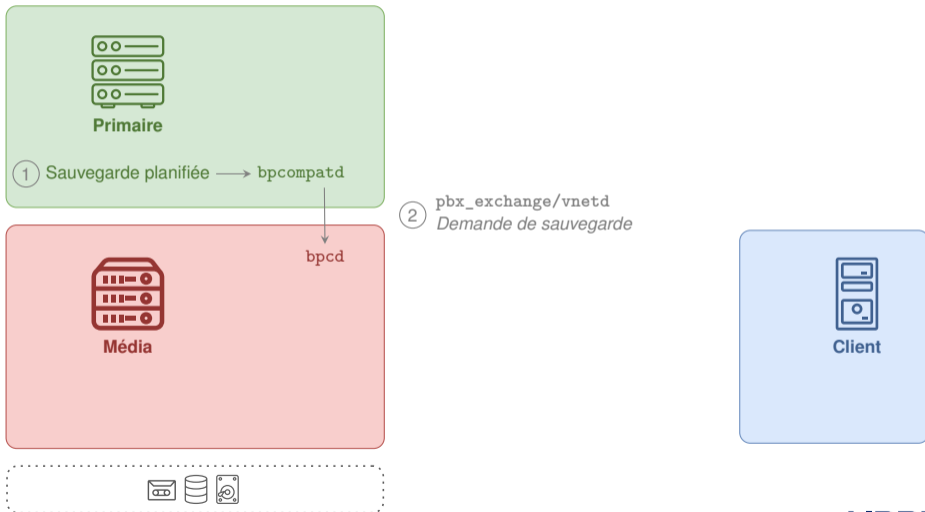 Primaire
1 Sauvegarde planifiée bpcompatd
2 pbx_exchange/vnetd
Demande de sauvegarde
bpcd
Média
Client